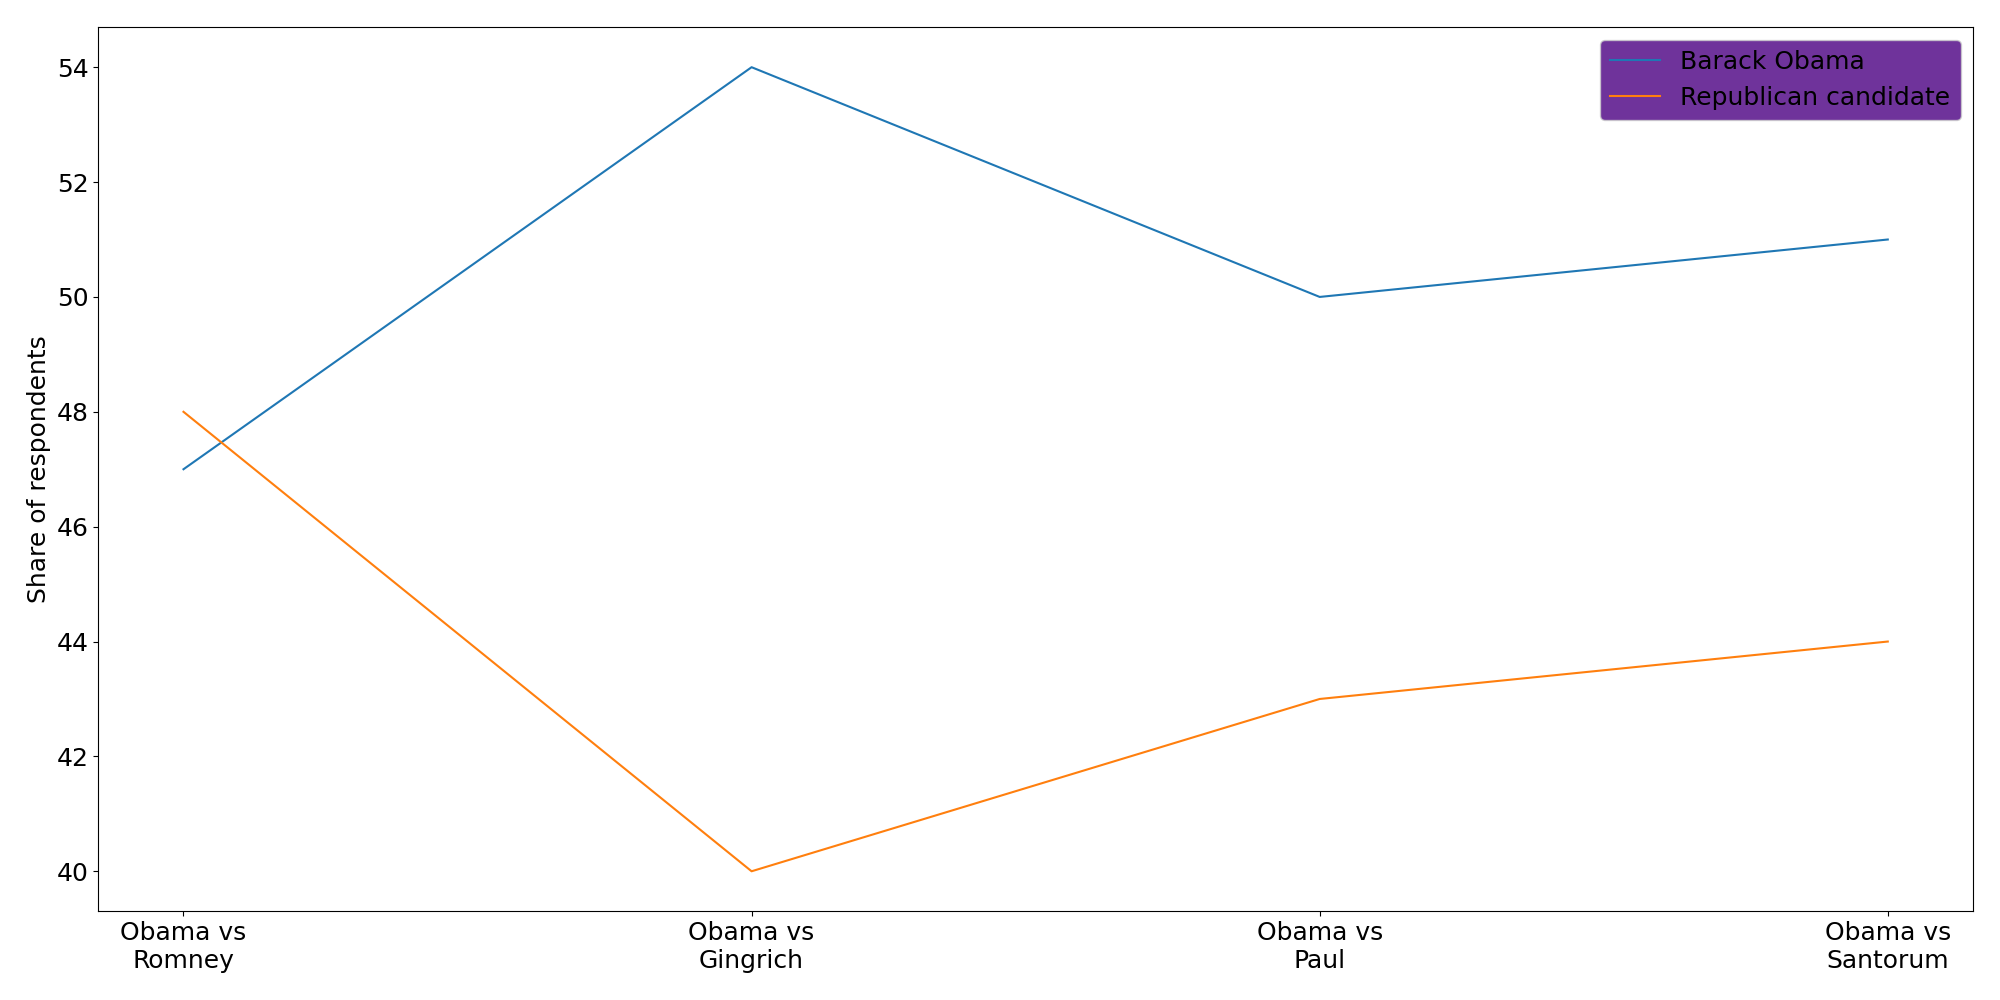 Barack Obama
Republican candidate
Share of respondents
54
52
50
48
46
44
42
40
Obama vs
Romney
Obama vs
Gingrich
Obama vs
Paul
Obama vs
Santorum